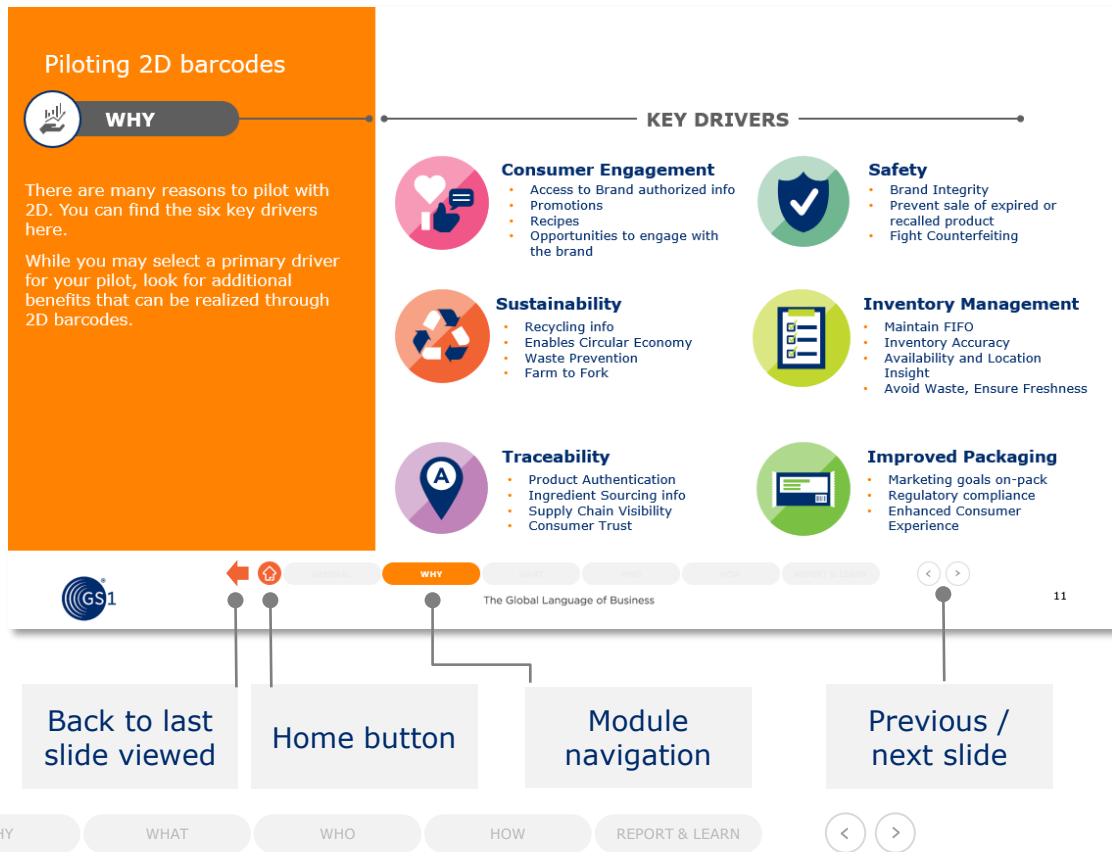 Piloting 2D barcodes
WHY
There are many reasons to pilot with
2D. You can find the six key drivers
here.
While you may select a primary driver
for your pilot, look for additional
benefits that can be realized through
2D barcodes.
KEY DRIVERS
Consumer Engagement
• Access to Brand authorized info
• Promotions
• Recipes
• Opportunities to engage with
the brand
Safety
• Brand Integrity
• Prevent sale of expired or
recalled product
• Fight Counterfeiting
Sustainability
• Recycling info
• Enables Circular Economy
• Waste Prevention
• Farm to Fork
Inventory Management
• Maintain FIFO
• Inventory Accuracy
• Availability and Location
Insight
• Avoid Waste, Ensure Freshness
A
Traceability
• Product Authentication
• Ingredient Sourcing info
• Supply Chain Visibility
• Consumer Trust
Improved Packaging
• Marketing goals on-pack
• Regulatory compliance
• Enhanced Consumer
Experience
GENERAL
WHY
WHAT
WHO
HOW
REPORT & LEARN
< >
GS1
®
The Global Language of Business
11
Back to last
slide viewed
Home button
Module
navigation
Previous /
next slide
HY
WHAT
WHO
HOW
REPORT & LEARN
< >